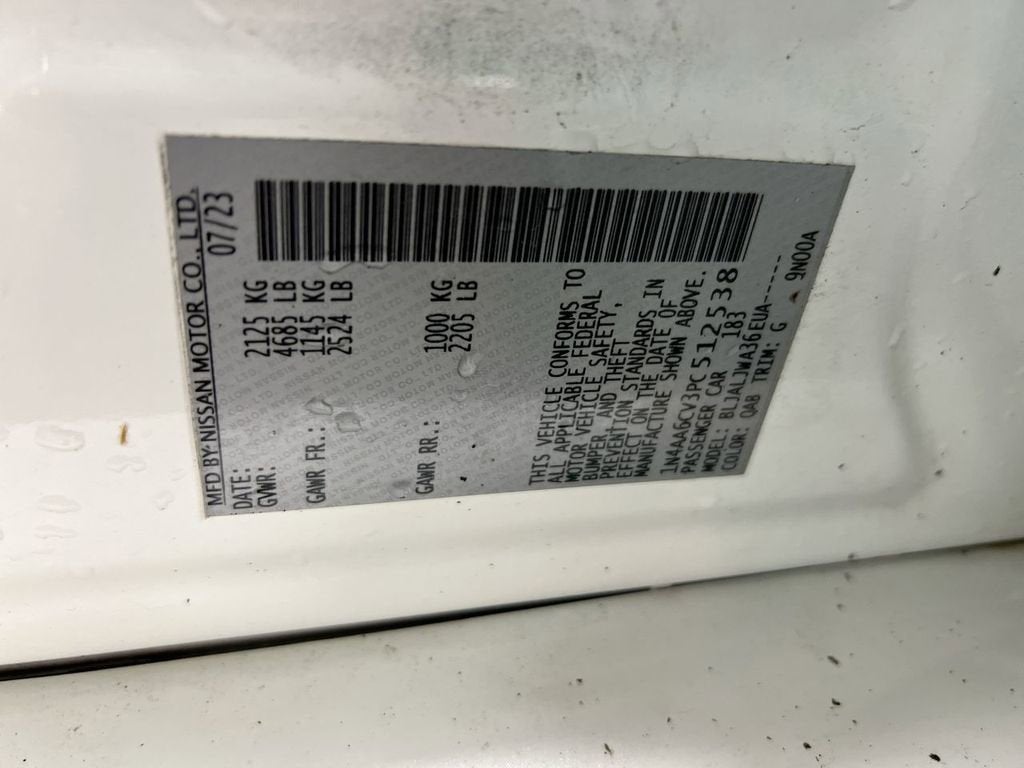 MFD BY: NISSAN MOTOR CO., LTD.
DATE: 07/23
GVWR: 2125 KG
4685 LB
GAWR FR.: 1145 KG
2524 LB
GAWR RR.: 1000 KG
2205 LB
THIS VEHICLE CONFORMS TO
ALL APPLICABLE FEDERAL
MOTOR VEHICLE SAFETY,
BUMPER AND THEFT
PREVENTION STANDARDS IN
EFFECT ON THE DATE OF
MANUFACTURE SHOWN ABOVE.
1N4AA6CV3PC512538
PASSENGER CAR 183
MODEL: BLJALJWA36EUA-----
COLOR: QAB TRIM: G 9N00A